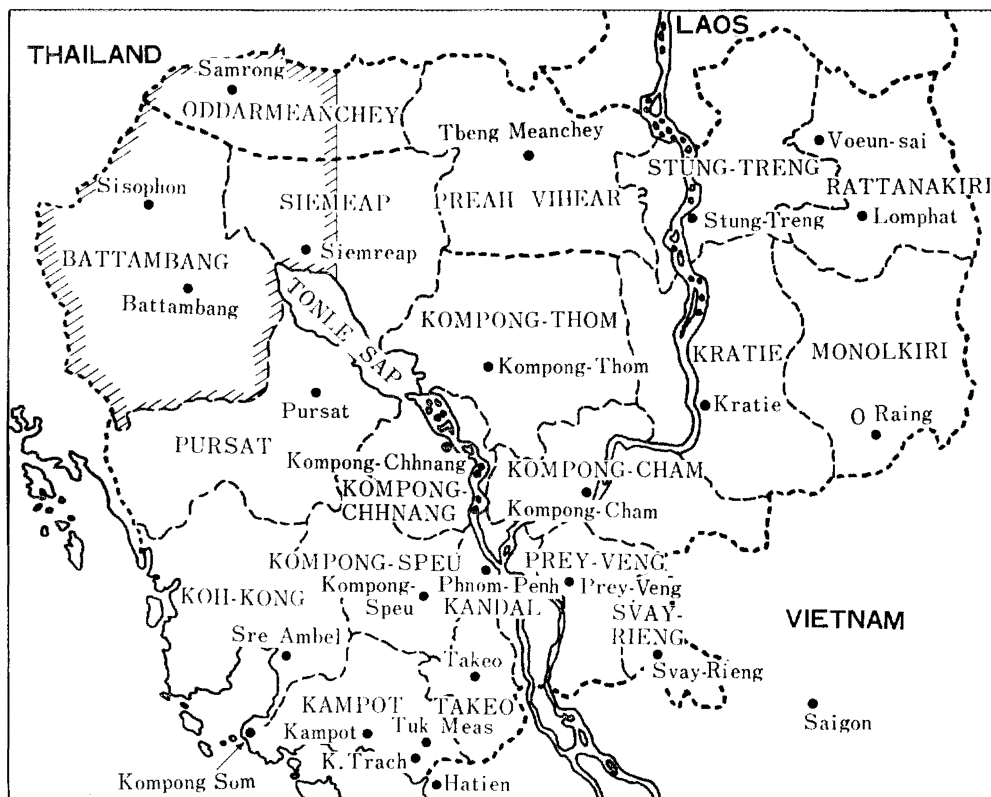 LAOS
THAILAND
Samrong
ODDARMEANCHEY
Tbeng Meanchey
Voeun-sai
STUNG-TRENG
Sisophon
SIEMEAP
PREAH VIHEAR
RATTANAKIRI
Stung-Treng
Lomphat
Siemreap
BATTAMBANG
Battambang
TONLE SAP
KOMPONG-THOM
KRATIE
MONOLKIRI
Kompong-Thom
Pursat
Kratie
O Raing
PURSAT
Kompong-Chhnang
KOMPONG-CHAM
KOMPONG-
CHHNANG
Kompong-Cham
KOMPONG-SPEU
PREY-VENG
Kompong-
Speu
Phnom-Penh
Prey-Veng
KOH-KONG
KANDAL
SVAY-
RIENG
VIETNAM
Sre Ambel
Takeo
Svay-Rieng
KAMPOT
TAKEO
Saigon
Kampot
Tuk Meas
K. Trach
Kompong Som
Hatien